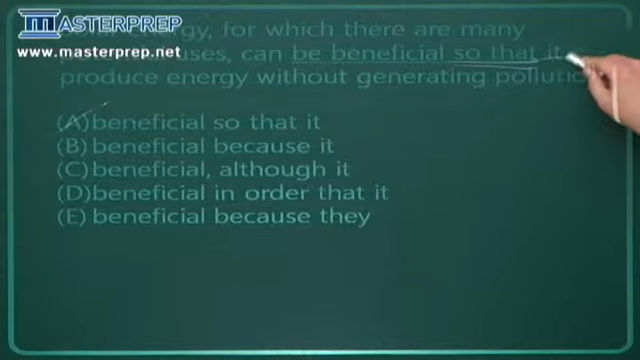 MASTERPREP
www.masterprep.net
energy, for which there are many
uses, can be beneficial so that it
produce energy without generating pollution
(A) beneficial so that it
(B) beneficial because it
(C) beneficial, although it
(D) beneficial in order that it
(E) beneficial because they